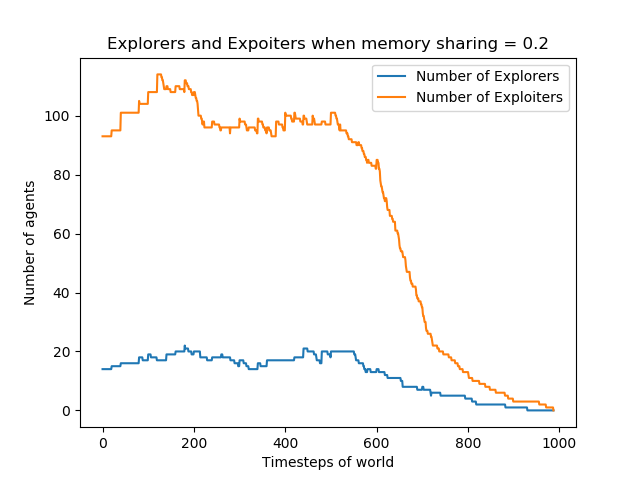 Explorers and Expoiters when memory sharing = 0.2
Number of Explorers
Number of Exploiters
Number of agents
100
80
60
40
20
0
0 200 400 600 800 1000
Timesteps of world